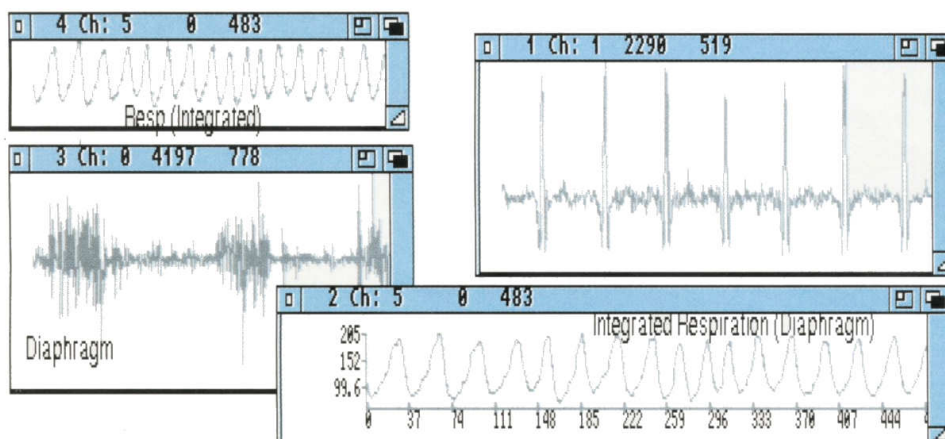 4 Ch: 5 0 483
Resp (Integrated)
1 Ch: 1 2290 519
3 Ch: 0 4197 778
Diaphragm
2 Ch: 5 0 483
Integrated Respiration (Diaphragm)
205
152
99.6
0 37 74 111 148 185 222 259 296 333 370 407 444